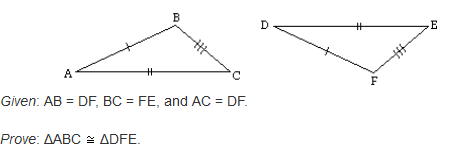 B
D
E
A
C
F
Given: AB = DF, BC = FE, and AC = DF.
Prove: ΔABC ≅ ΔDFE.